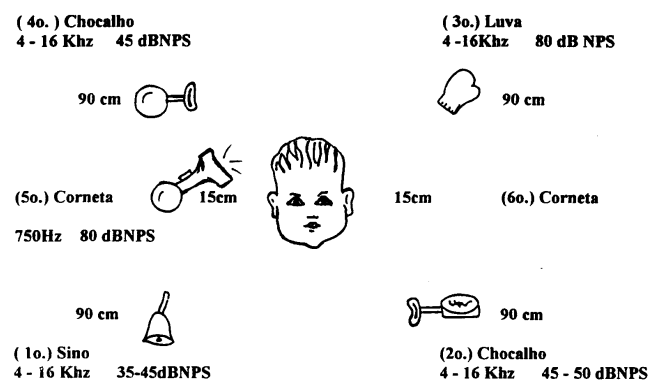 ( 4o. ) Chocalho
4 - 16 Khz 45 dBNPS
( 3o.) Luva
4 -16Khz 80 dB NPS
90 cm
90 cm
(5o.) Corneta
15cm
15cm
(6o.) Corneta
750Hz 80 dBNPS
90 cm
90 cm
( 1o.) Sino
4 - 16 Khz 35-45dBNPS
(2o.) Chocalho
4 - 16 Khz 45 - 50 dBNPS